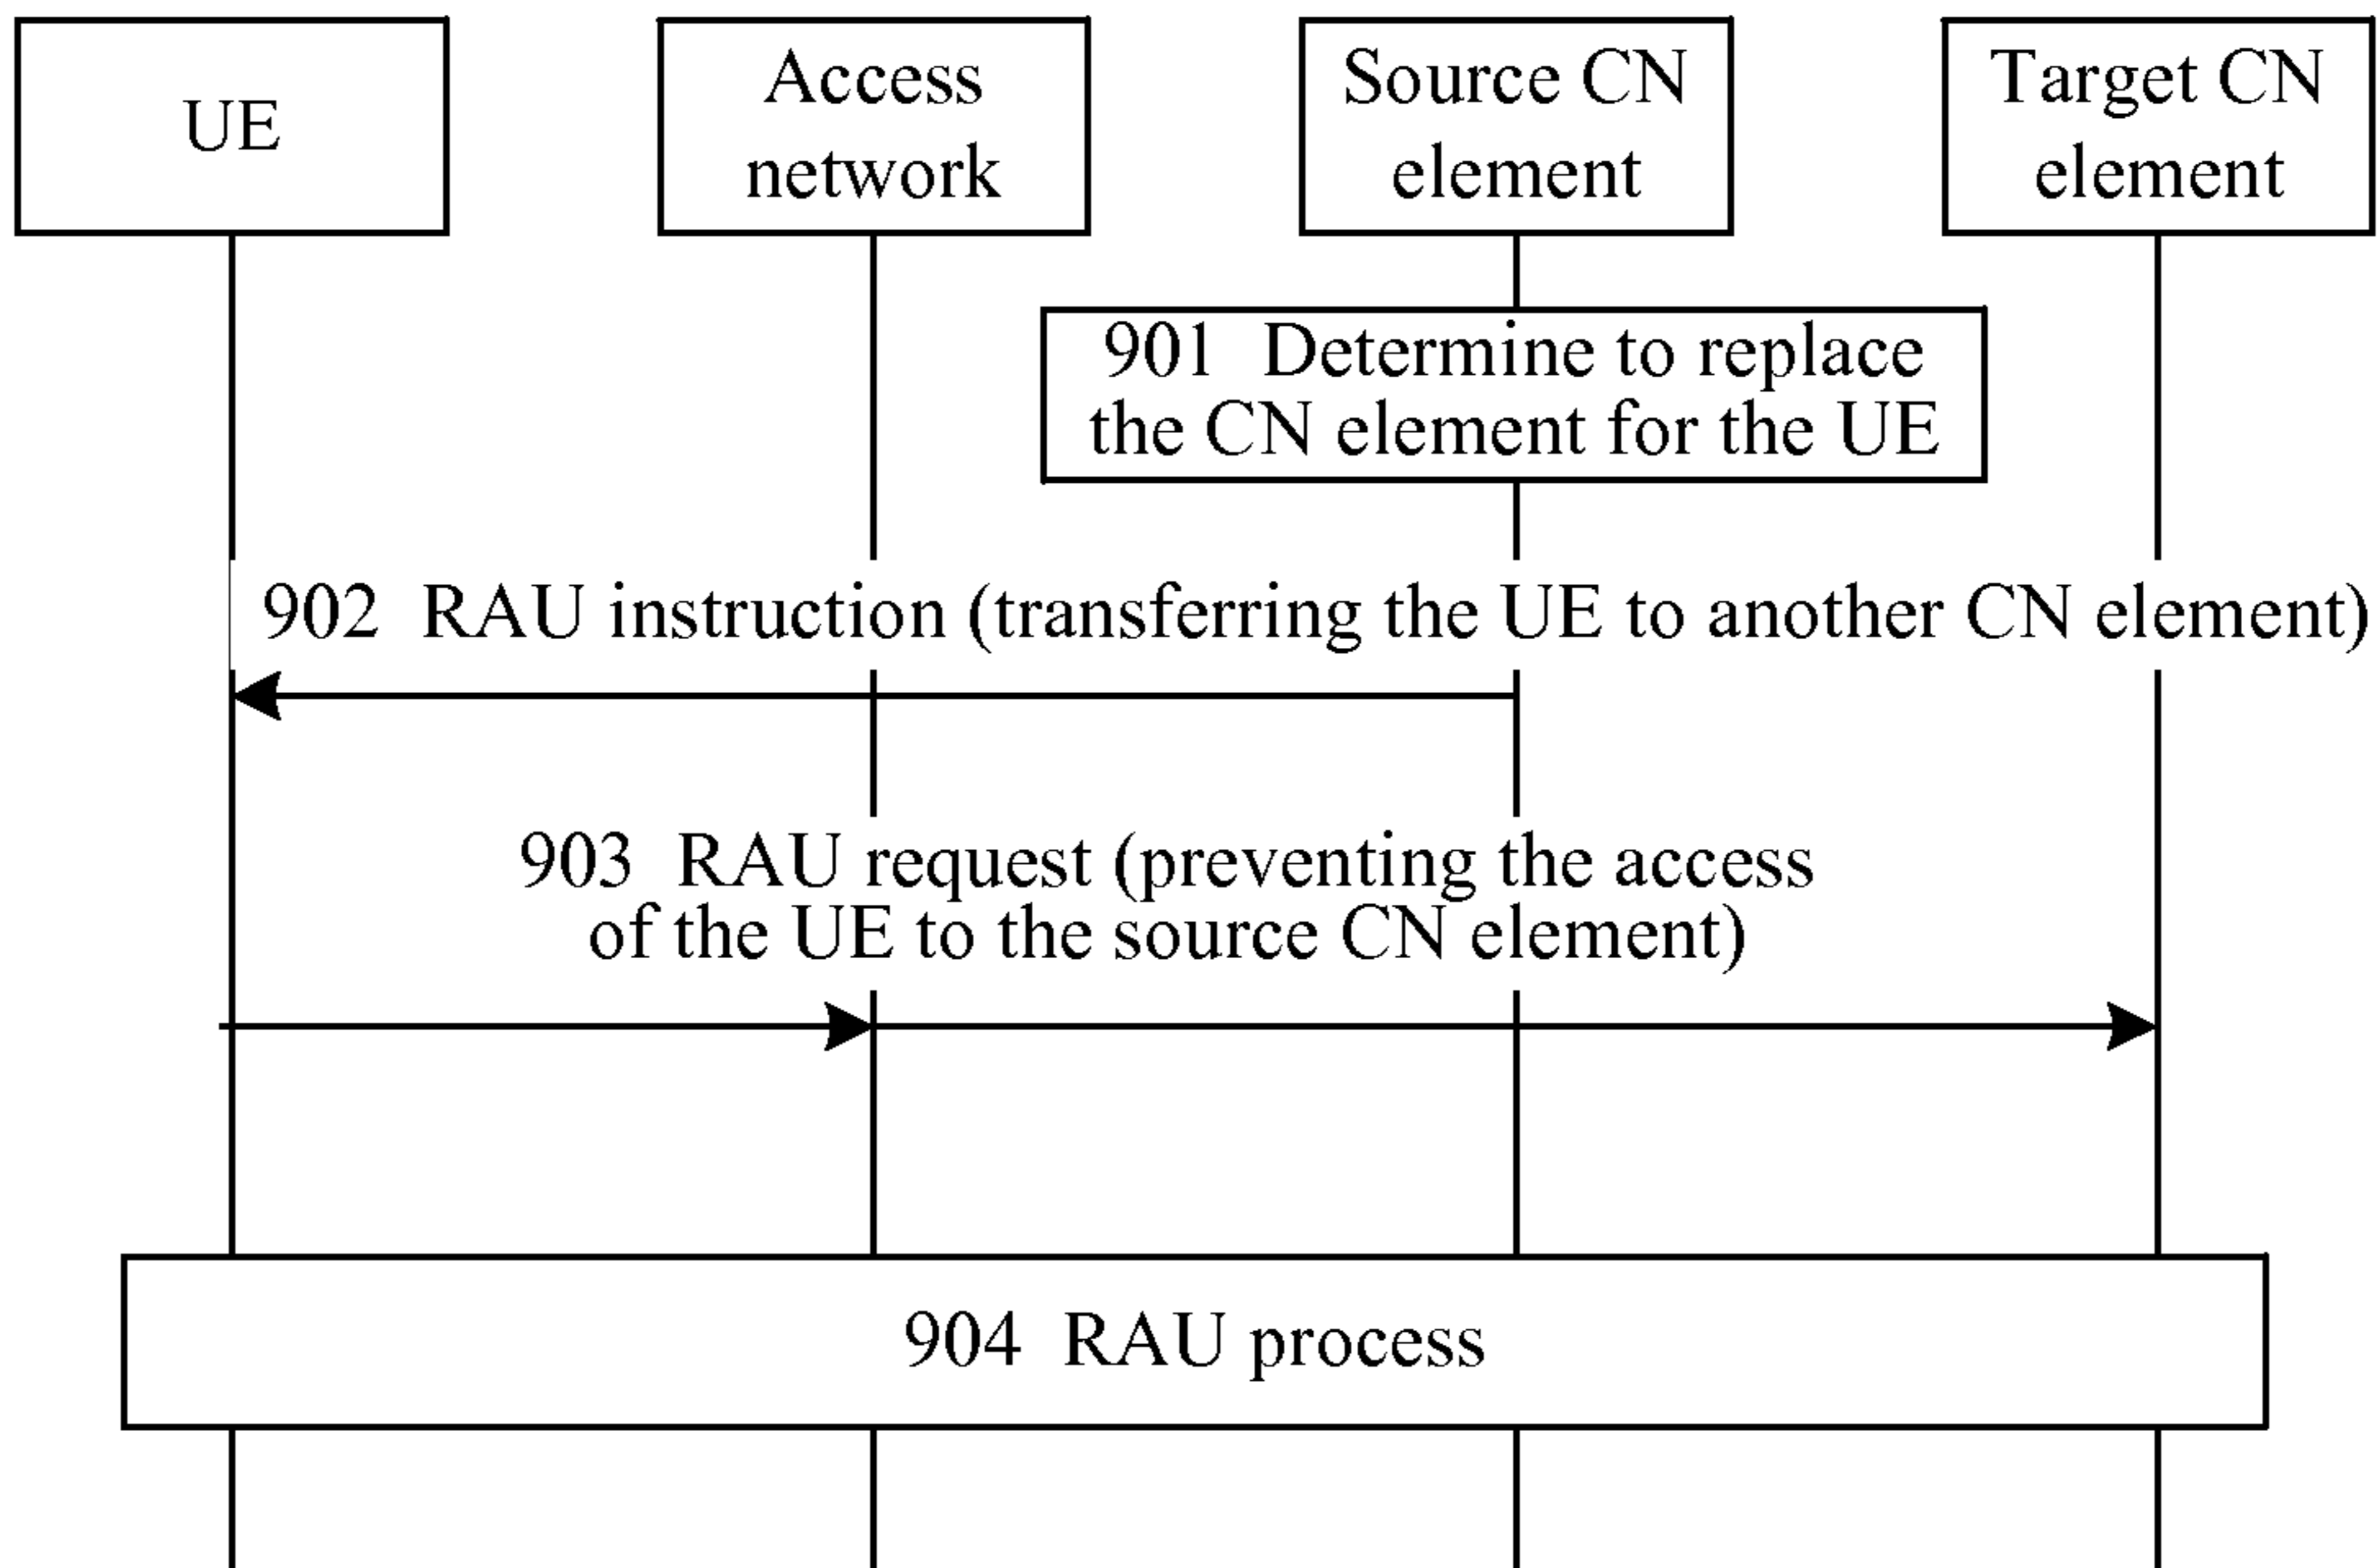 UE
Access
network
Source CN
element
Target CN
element
901 Determine to replace
the CN element for the UE
902 RAU instruction (transferring the UE to another CN element)
903 RAU request (preventing the access
of the UE to the source CN element)
904 RAU process